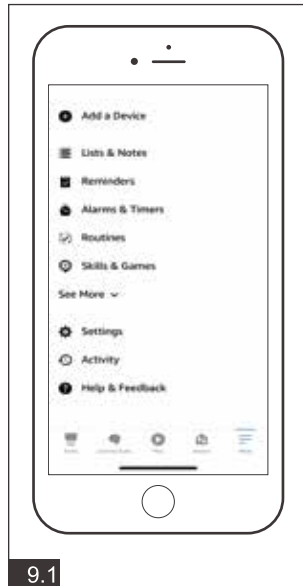 Add a Device
Lists & Notes
Reminders
Alarms & Timers
Routines
Skills & Games
See More
Settings
Activity
Help & Feedback
9.1